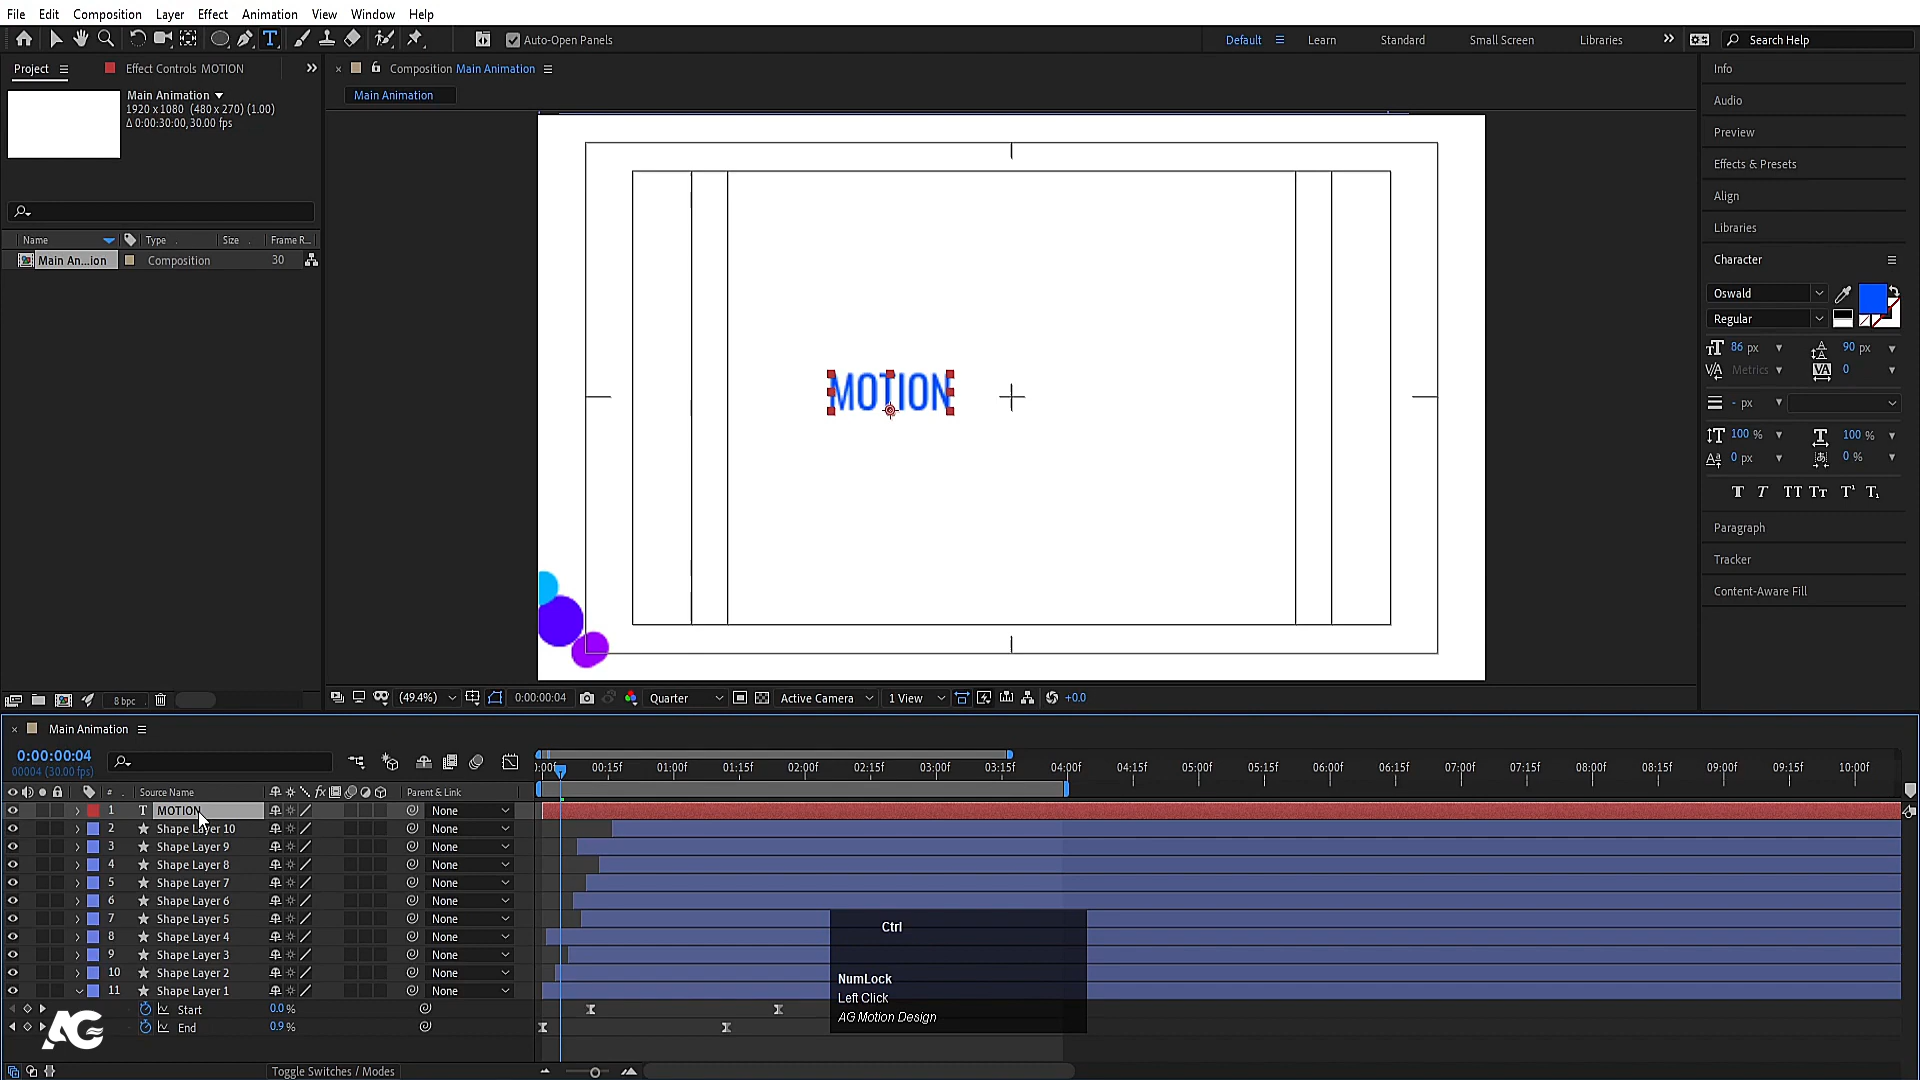 File Edit Composition Layer Effect Animation View Window Help
Auto-Open Panels
Default Learn Standard Small Screen Libraries Search Help
Project Effect Controls MOTION
Composition Main Animation
Main Animation
Main Animation
1920 x 1080 (480 x 270) (1.00)
Δ 0:00:30:00, 30.00 fps
Name Type Size Frame R...
Main An...ion Composition 30
MOTION
Info
Audio
Preview
Effects & Presets
Align
Libraries
Character
Oswald
Regular
86 px 90 px
Metrics 0
- px
100 % 100 %
0 px 0 %
Paragraph
Tracker
Content-Aware Fill
8 bpc
(49.4%) 0:00:00:04 Quarter Active Camera 1 View +0.0
Main Animation
0:00:00:04
00004 (30.00 fps)
00:15f 01:00f 01:15f 02:00f 02:15f 03:00f 03:15f 04:00f 04:15f 05:00f 05:15f 06:00f 06:15f 07:00f 07:15f 08:00f 08:15f 09:00f 09:15f 10:00f
# Source Name fx Parent & Link
1 MOTION None
2 Shape Layer 10 None
3 Shape Layer 9 None
4 Shape Layer 8 None
5 Shape Layer 7 None
6 Shape Layer 6 None
7 Shape Layer 5 None
8 Shape Layer 4 None
9 Shape Layer 3 None
10 Shape Layer 2 None
11 Shape Layer 1 None
Start 0.0 %
End 0.9 %
Ctrl
NumLock
Left Click
AG Motion Design
AG
Toggle Switches / Modes